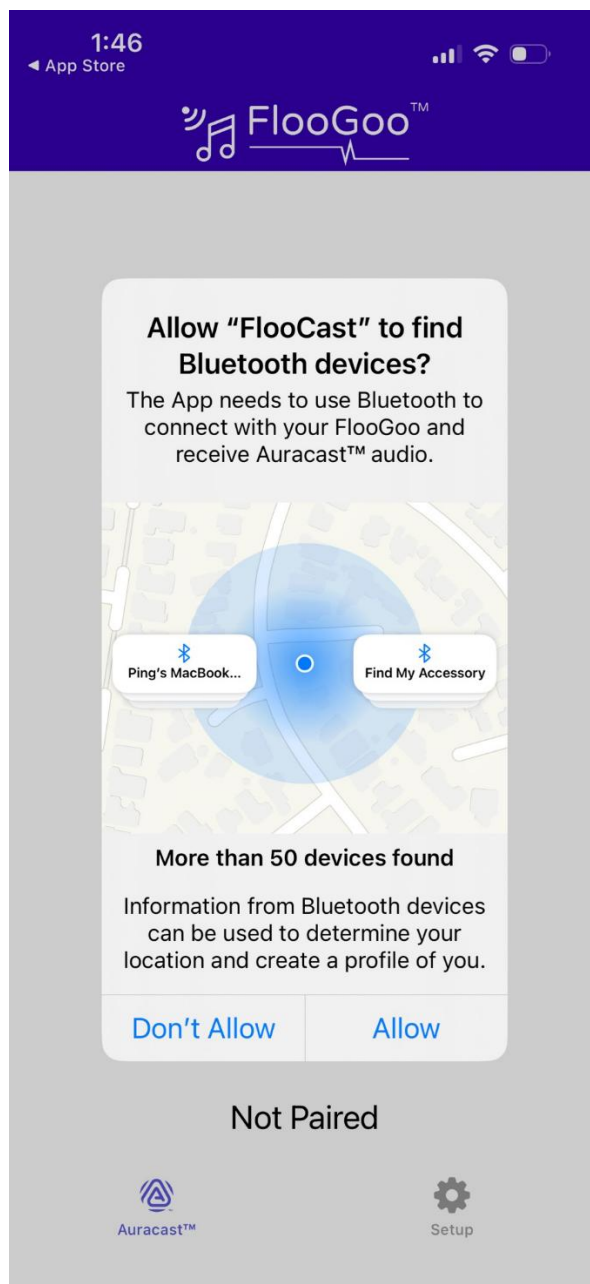 1:46
◀ App Store
FlooGoo™
Allow “FlooCast” to find
Bluetooth devices?
The App needs to use Bluetooth to
connect with your FlooGoo and
receive Auracast™ audio.
Ping’s MacBook...
Find My Accessory
More than 50 devices found
Information from Bluetooth devices
can be used to determine your
location and create a profile of you.
Don’t Allow
Allow
Not Paired
Auracast™
Setup